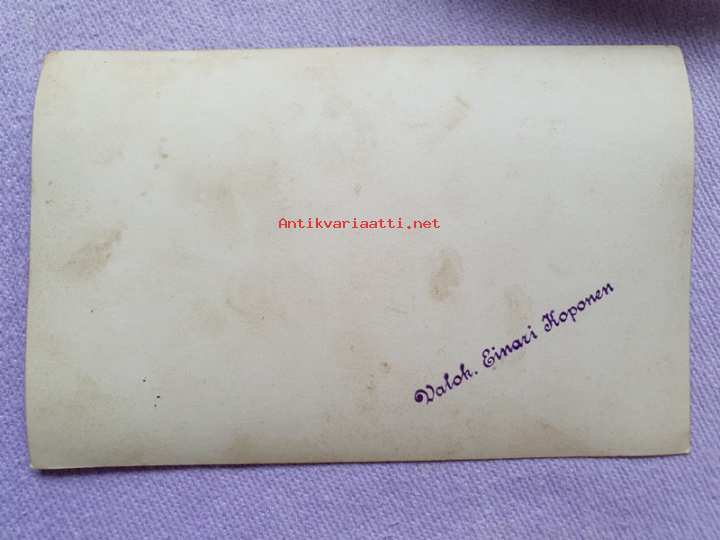 Antikvariaatti.net
Valok. Einari Koponen